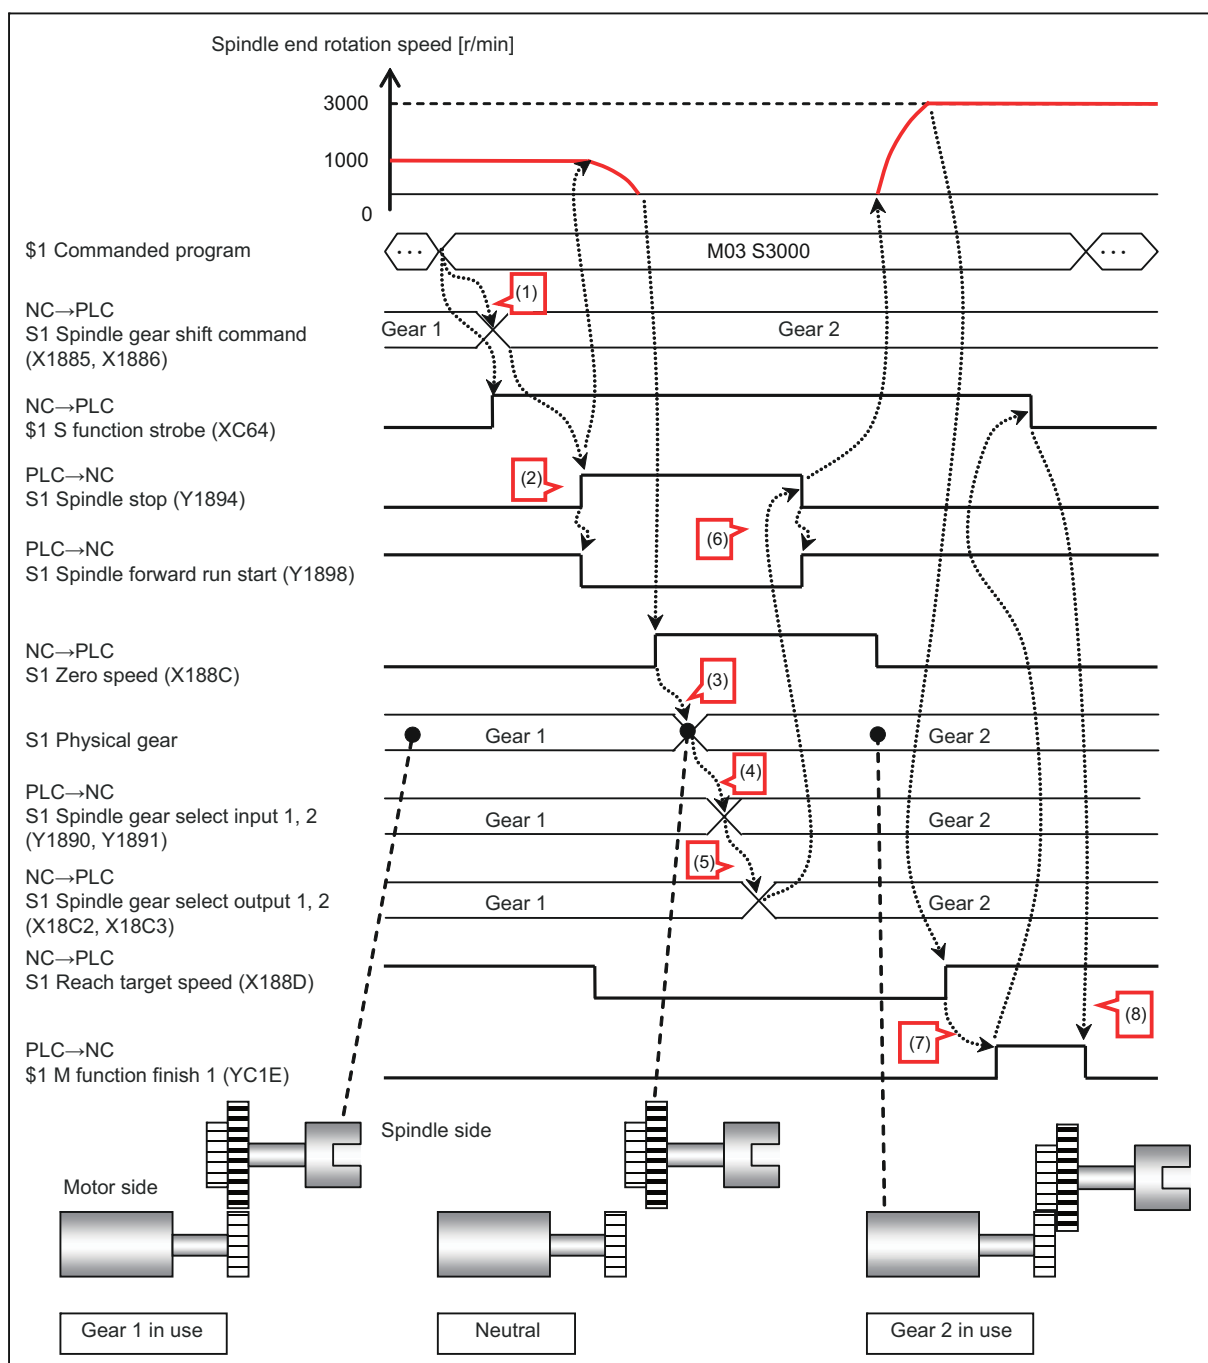 Spindle end rotation speed [r/min]
3000
1000
0
$1 Commanded program
...
M03 S3000
...
(1)
NC→PLC
S1 Spindle gear shift command
(X1885, X1886)
Gear 1
Gear 2
NC→PLC
$1 S function strobe (XC64)
PLC→NC
S1 Spindle stop (Y1894)
(2)
(6)
PLC→NC
S1 Spindle forward run start (Y1898)
NC→PLC
S1 Zero speed (X188C)
(3)
S1 Physical gear
Gear 1
Gear 2
(4)
PLC→NC
S1 Spindle gear select input 1, 2
(Y1890, Y1891)
Gear 1
Gear 2
(5)
NC→PLC
S1 Spindle gear select output 1, 2
(X18C2, X18C3)
Gear 1
Gear 2
NC→PLC
S1 Reach target speed (X188D)
(7)
(8)
PLC→NC
$1 M function finish 1 (YC1E)
Spindle side
Motor side
Gear 1 in use
Neutral
Gear 2 in use